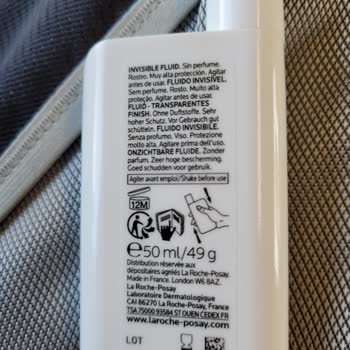 INVISIBLE FLUID. Sin perfume.
Rostro. Muy alta protección. Agitar
antes de usar. FLUIDO INVISÍVEL.
Sem perfume. Rosto. Muito alta
proteção. Agitar antes de usar.
FLUID - TRANSPARENTES
FINISH. Ohne Duftstoffe. Sehr
hoher Schutz. Vor Gebrauch gut
schütteln. FLUIDO INVISIBILE.
Senza profumo. Viso. Protezione
molto alta. Agitare prima dell'uso.
ONZICHTBARE FLUIDE. Zonder
parfum. Zeer hoge bescherming.
Goed schudden voor gebruik.
Agiter avant emploi/Shake before use
12M
℮50 ml/49 g
Distribution réservée aux
dépositaires agréés La Roche-Posay.
Made in France. London W6 8AZ.
La Roche-Posay
Laboratoire Dermatologique
CAI 86270 La Roche-Posay, France
TSA 75000 93584 ST OUEN CEDEX FR
www.laroche-posay.com
LOT